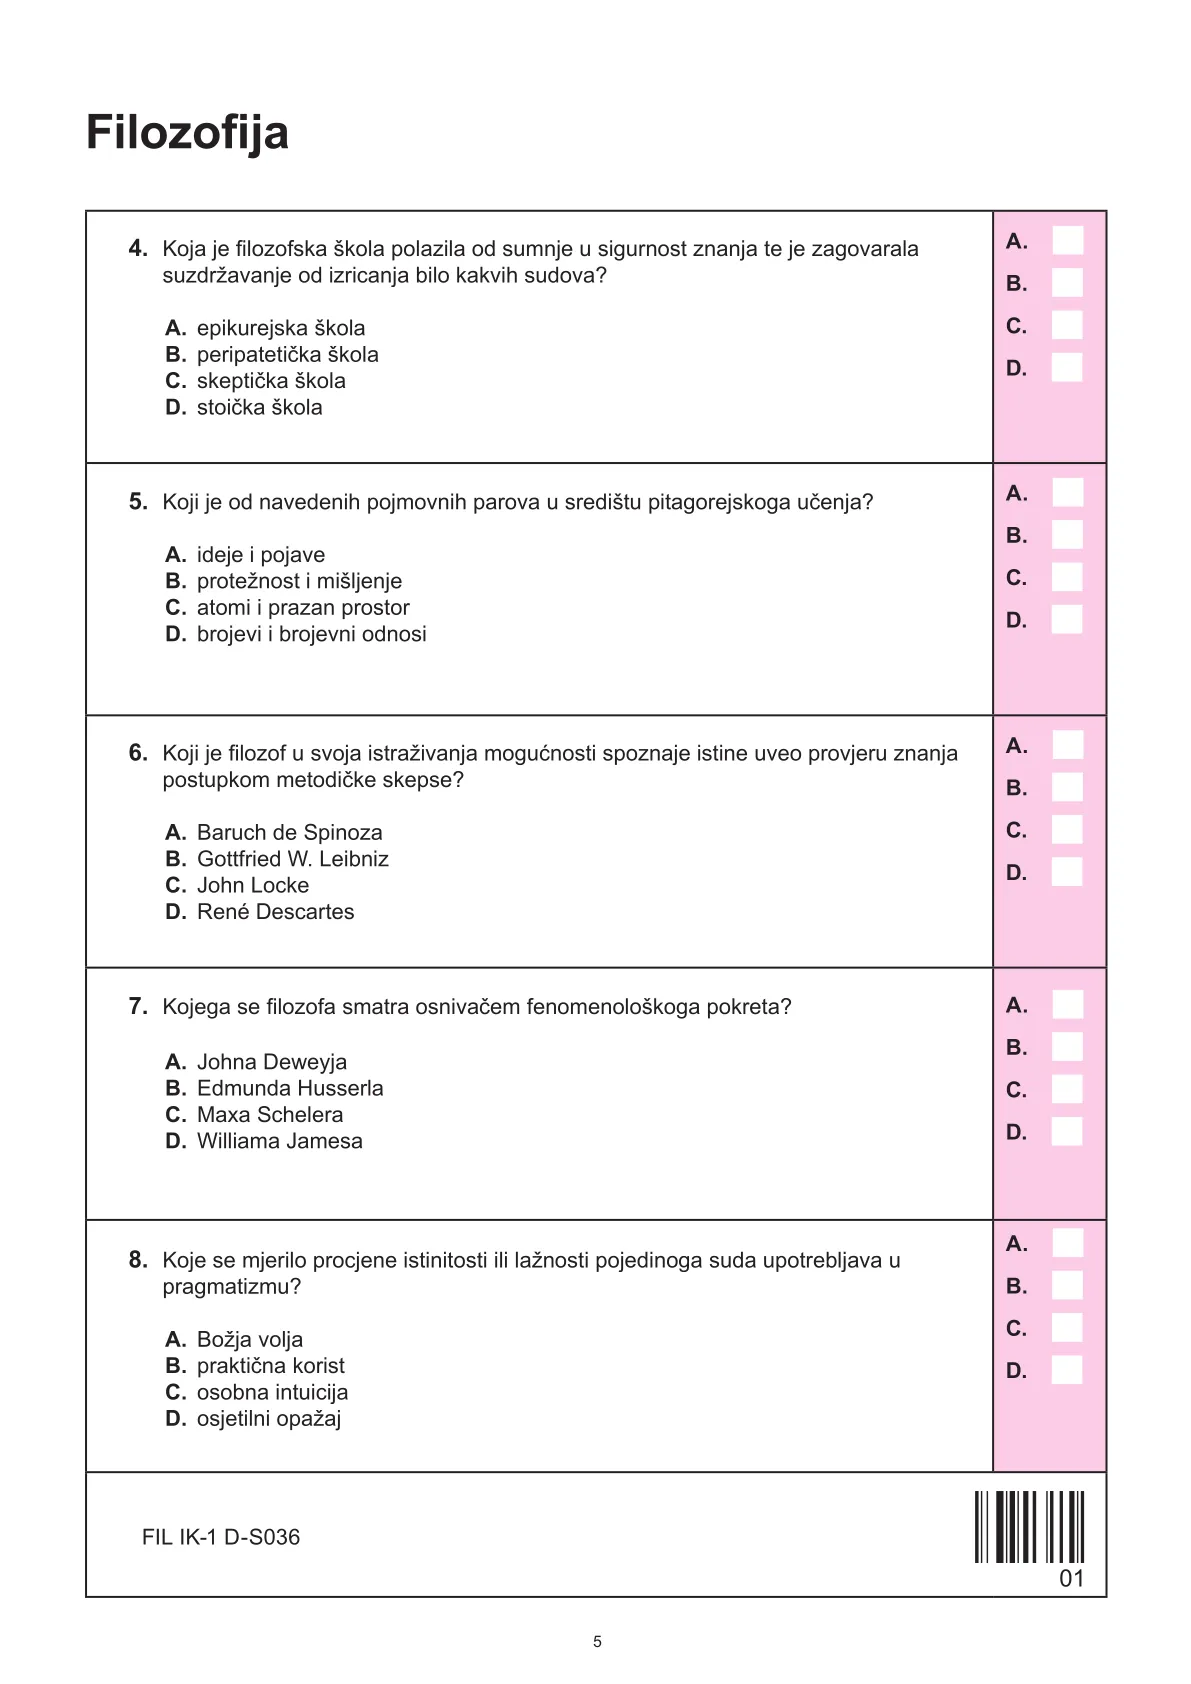 Filozofija
4. Koja je filozofska škola polazila od sumnje u sigurnost znanja te je zagovarala
suzdržavanje od izricanja bilo kakvih sudova?
A. epikurejska škola
B. peripatetička škola
C. skeptička škola
D. stoička škola
A.
B.
C.
D.
5. Koji je od navedenih pojmovnih parova u središtu pitagorejskoga učenja?
A. ideje i pojave
B. protežnost i mišljenje
C. atomi i prazan prostor
D. brojevi i brojevni odnosi
A.
B.
C.
D.
6. Koji je filozof u svoja istraživanja mogućnosti spoznaje istine uveo provjeru znanja
postupkom metodičke skepse?
A. Baruch de Spinoza
B. Gottfried W. Leibniz
C. John Locke
D. René Descartes
A.
B.
C.
D.
7. Kojega se filozofa smatra osnivačem fenomenološkoga pokreta?
A. Johna Deweyja
B. Edmunda Husserla
C. Maxa Schelera
D. Williama Jamesa
A.
B.
C.
D.
8. Koje se mjerilo procjene istinitosti ili lažnosti pojedinoga suda upotrebljava u
pragmatizmu?
A. Božja volja
B. praktična korist
C. osobna intuicija
D. osjetilni opažaj
A.
B.
C.
D.
FIL IK-1 D-S036
01
5